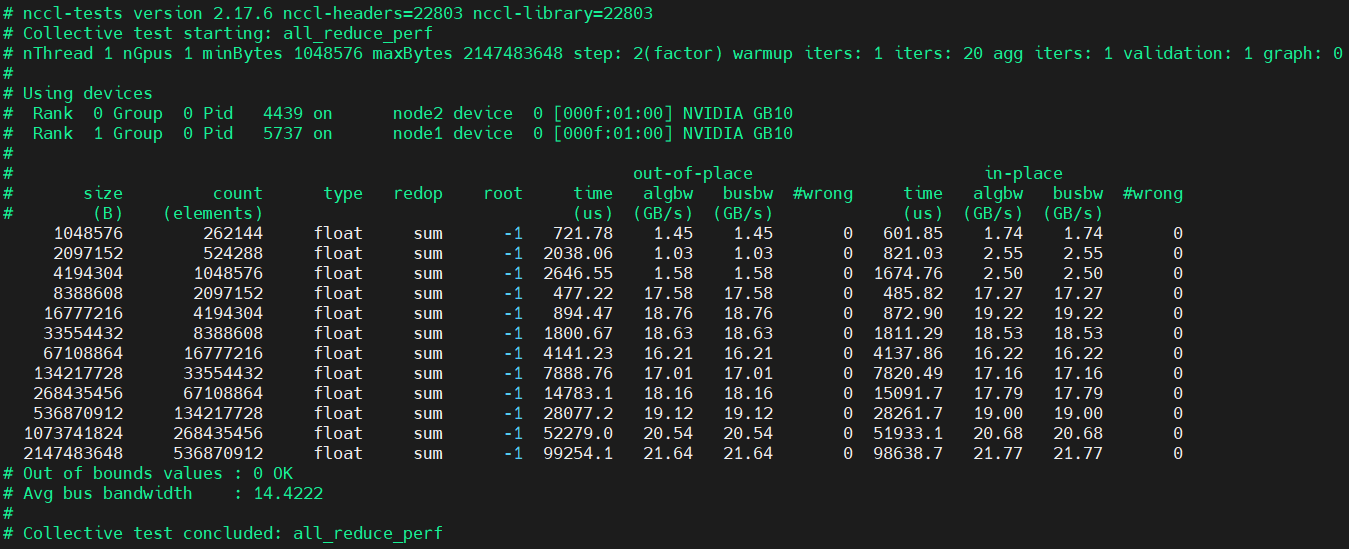 # nccl-tests version 2.17.6 nccl-headers=22803 nccl-library=22803
# Collective test starting: all_reduce_perf
# nThread 1 nGpus 1 minBytes 1048576 maxBytes 2147483648 step: 2(factor) warmup iters: 1 iters: 20 agg iters: 1 validation: 1 graph: 0
#
# Using devices
#  Rank  0 Group  0 Pid   4439 on      node2 device  0 [000f:01:00] NVIDIA GB10
#  Rank  1 Group  0 Pid   5737 on      node1 device  0 [000f:01:00] NVIDIA GB10
#
#                                                              out-of-place                       in-place
#       size         count      type   redop    root     time   algbw   busbw  #wrong     time   algbw   busbw  #wrong
#        (B)    (elements)                               (us)  (GB/s)  (GB/s)             (us)  (GB/s)  (GB/s)
     1048576        262144     float     sum      -1   721.78    1.45    1.45       0   601.85    1.74    1.74       0
     2097152        524288     float     sum      -1  2038.06    1.03    1.03       0   821.03    2.55    2.55       0
     4194304       1048576     float     sum      -1  2646.55    1.58    1.58       0  1674.76    2.50    2.50       0
     8388608       2097152     float     sum      -1   477.22   17.58   17.58       0   485.82   17.27   17.27       0
    16777216       4194304     float     sum      -1   894.47   18.76   18.76       0   872.90   19.22   19.22       0
    33554432       8388608     float     sum      -1  1800.67   18.63   18.63       0  1811.29   18.53   18.53       0
    67108864      16777216     float     sum      -1  4141.23   16.21   16.21       0  4137.86   16.22   16.22       0
   134217728      33554432     float     sum      -1  7888.76   17.01   17.01       0  7820.49   17.16   17.16       0
   268435456      67108864     float     sum      -1  14783.1   18.16   18.16       0  15091.7   17.79   17.79       0
   536870912     134217728     float     sum      -1  28077.2   19.12   19.12       0  28261.7   19.00   19.00       0
  1073741824     268435456     float     sum      -1  52279.0   20.54   20.54       0  51933.1   20.68   20.68       0
  2147483648     536870912     float     sum      -1  99254.1   21.64   21.64       0  98638.7   21.77   21.77       0
# Out of bounds values : 0 OK
# Avg bus bandwidth    : 14.4222
#
# Collective test concluded: all_reduce_perf